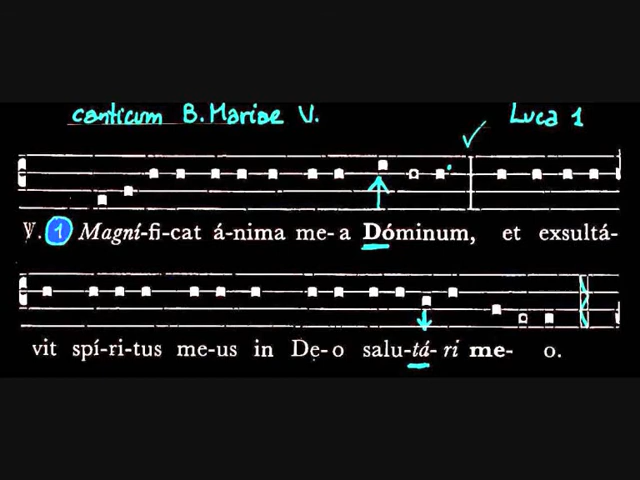 canticum B. Mariae V. Luca 1
℣. 1 Magní-fi-cat á-nima me-a Dóminum, et exsultá-
vit spí-ri-tus me-us in De-o salu-tá-ri me- o.